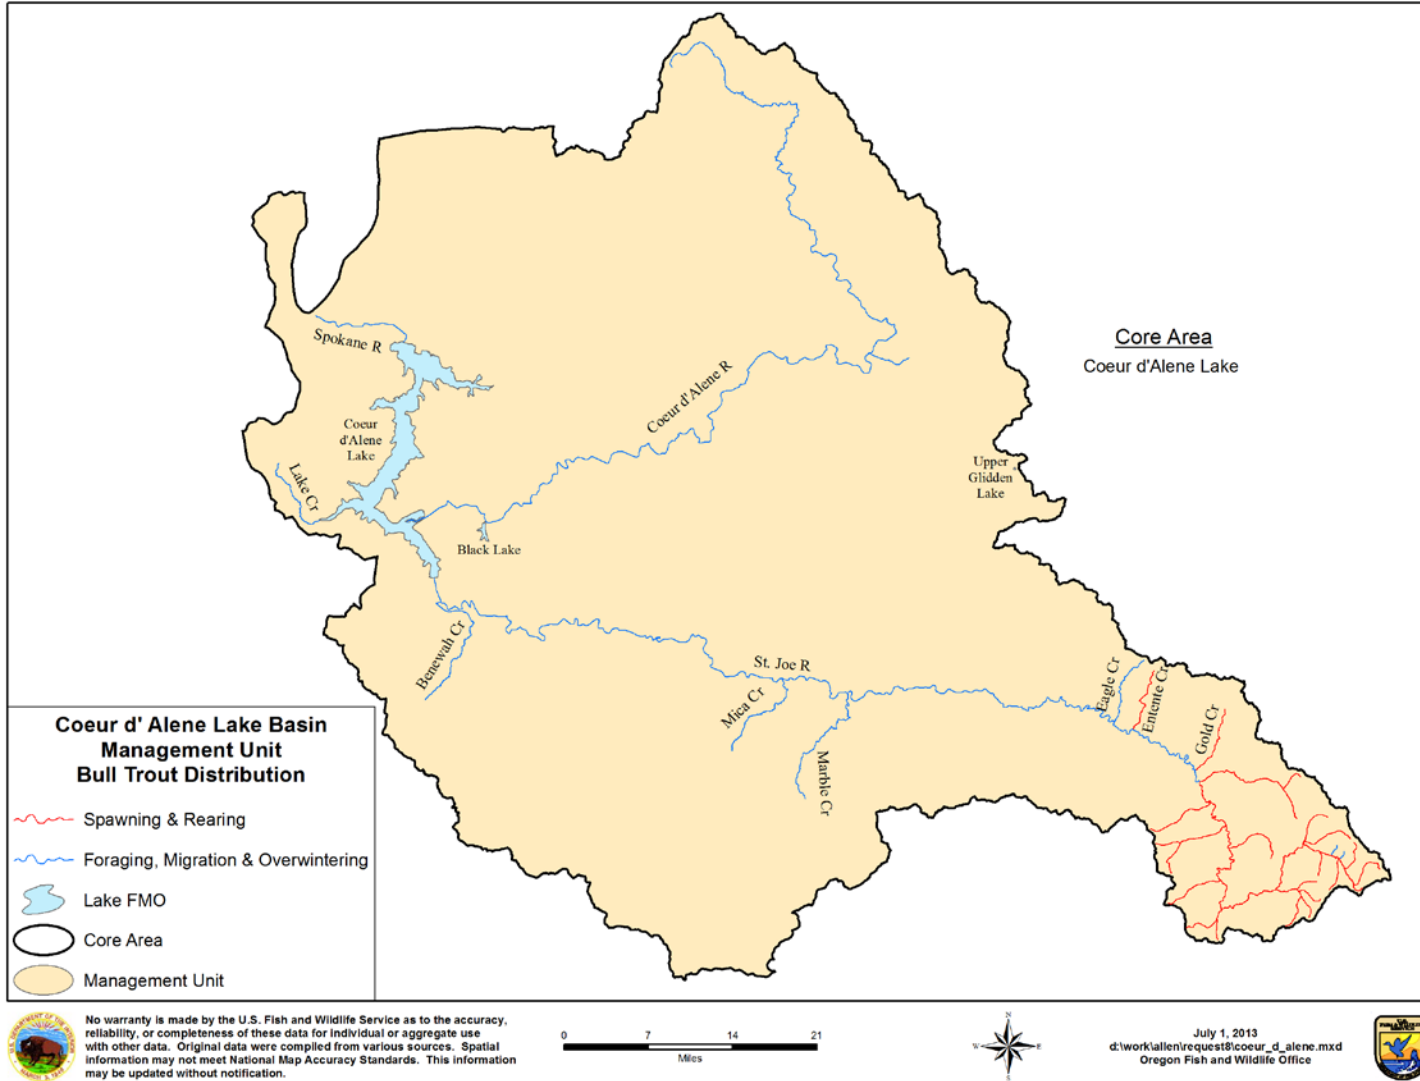 Core Area
Coeur d'Alene Lake
Spokane R
Coeur
d'Alene
Lake
Coeur d'Alene R
Lake Cr
Upper
Glidden
Lake
Black Lake
Benewah Cr
St. Joe R
Mica Cr
Marble Cr
Eagle Cr
Entente Cr
Gold Cr
Coeur d' Alene Lake Basin
Management Unit
Bull Trout Distribution
Spawning & Rearing
Foraging, Migration & Overwintering
Lake FMO
Core Area
Management Unit
No warranty is made by the U.S. Fish and Wildlife Service as to the accuracy,
reliability, or completeness of these data for individual or aggregate use
with other data. Original data were compiled from various sources. Spatial
information may not meet National Map Accuracy Standards. This information
may be updated without notification.
0 7 14 21
Miles
N
W E
S
July 1, 2013
d:\work\allen\request8\coeur_d_alene.mxd
Oregon Fish and Wildlife Office